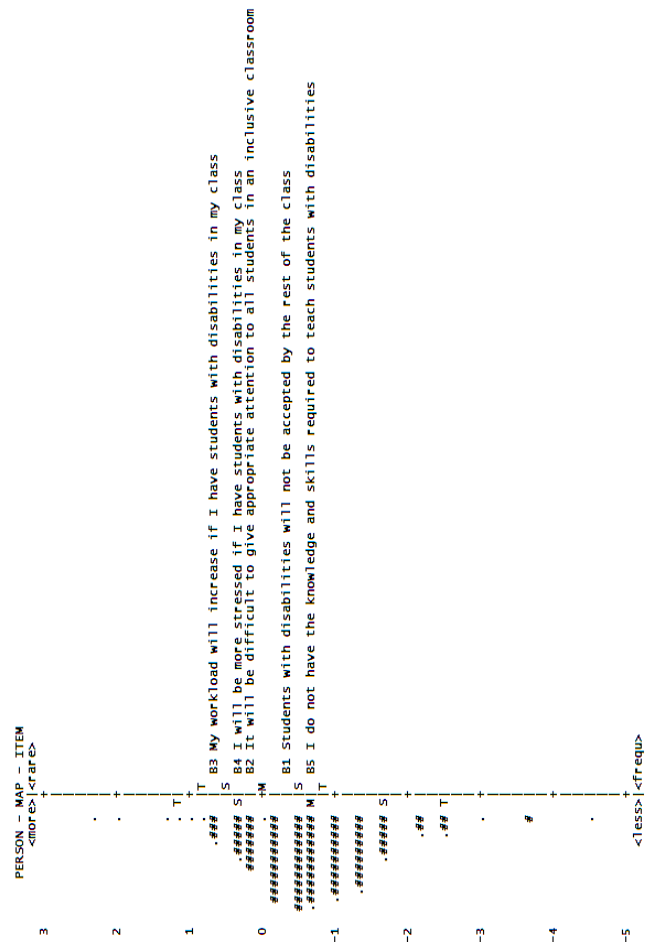 PERSON - MAP - ITEM
<more>|<rare>
3 +
|
|
|
. |
|
2 . +
|
|
|
. |
. T|
1 . +
. |T
.### | B3 My workload will increase if I have students with disabilities in my class
|S
.##### S| B4 I will be more stressed if I have students with disabilities in my class
###### | B2 It will be difficult to give appropriate attention to all students in an inclusive classroom
0 . +M
########## |
| B1 Students with disabilities will not be accepted by the rest of the class
########### |S
.########## M| B5 I do not have the knowledge and skills required to teach students with disabilities
|T
-1 .######### +
|
.######## |
|
.##### S|
|
-2 +
.## |
|
.## T|
|
|
-3 . +
|
|
|
# |
|
-4 +
|
|
. |
|
|
-5 +
<less>|<frequ>